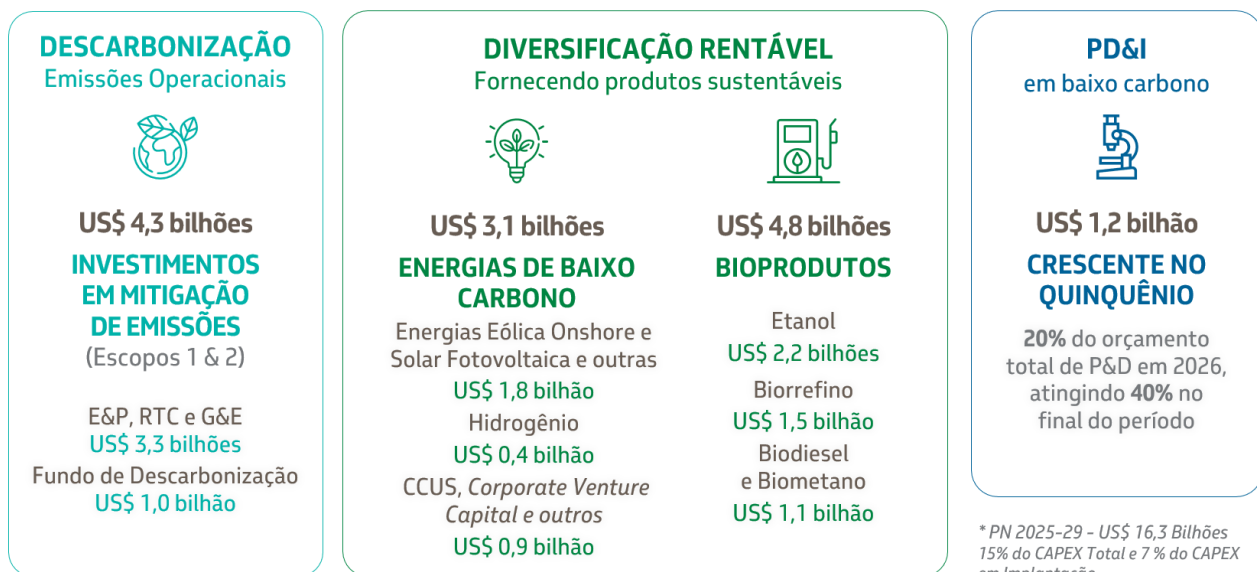 DESCARBONIZAÇÃO
Emissões Operacionais
US$ 4,3 bilhões
INVESTIMENTOS
EM MITIGAÇÃO
DE EMISSÕES
(Escopos 1 & 2)
E&P, RTC e G&E
US$ 3,3 bilhões
Fundo de Descarbonização
US$ 1,0 bilhão
DIVERSIFICAÇÃO RENTÁVEL
Fornecendo produtos sustentáveis
US$ 3,1 bilhões
ENERGIAS DE BAIXO
CARBONO
Energias Eólica Onshore e
Solar Fotovoltaica e outras
US$ 1,8 bilhão
Hidrogênio
US$ 0,4 bilhão
CCUS, Corporate Venture
Capital e outros
US$ 0,9 bilhão
US$ 4,8 bilhões
BIOPRODUTOS
Etanol
US$ 2,2 bilhões
Biorrefino
US$ 1,5 bilhão
Biodiesel
e Biometano
US$ 1,1 bilhão
PD&I
em baixo carbono
US$ 1,2 bilhão
CRESCENTE NO
QUINQUÊNIO
20% do orçamento
total de P&D em 2026,
atingindo 40% no
final do período
* PN 2025-29 - US$ 16,3 Bilhões
15% do CAPEX Total e 7 % do CAPEX
em Implantação